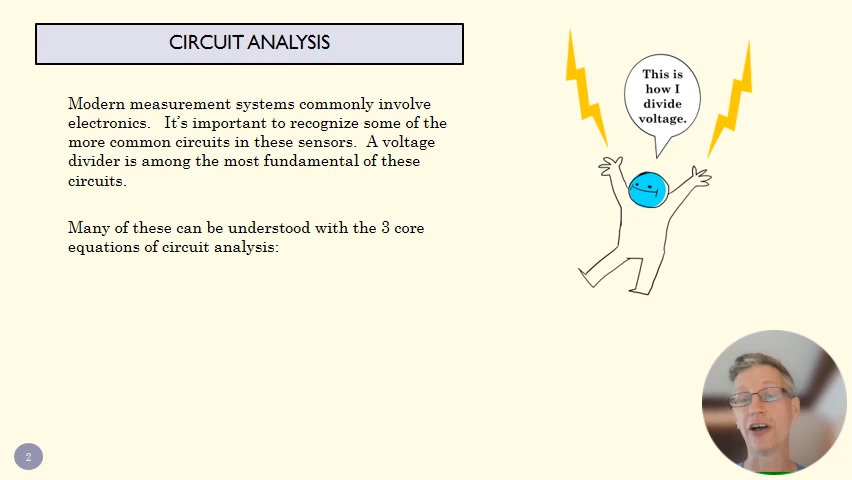 CIRCUIT ANALYSIS
Modern measurement systems commonly involve
electronics.   It's important to recognize some of the
more common circuits in these sensors.  A voltage
divider is among the most fundamental of these
circuits.
Many of these can be understood with the 3 core
equations of circuit analysis:
This is
how I
divide
voltage.
2